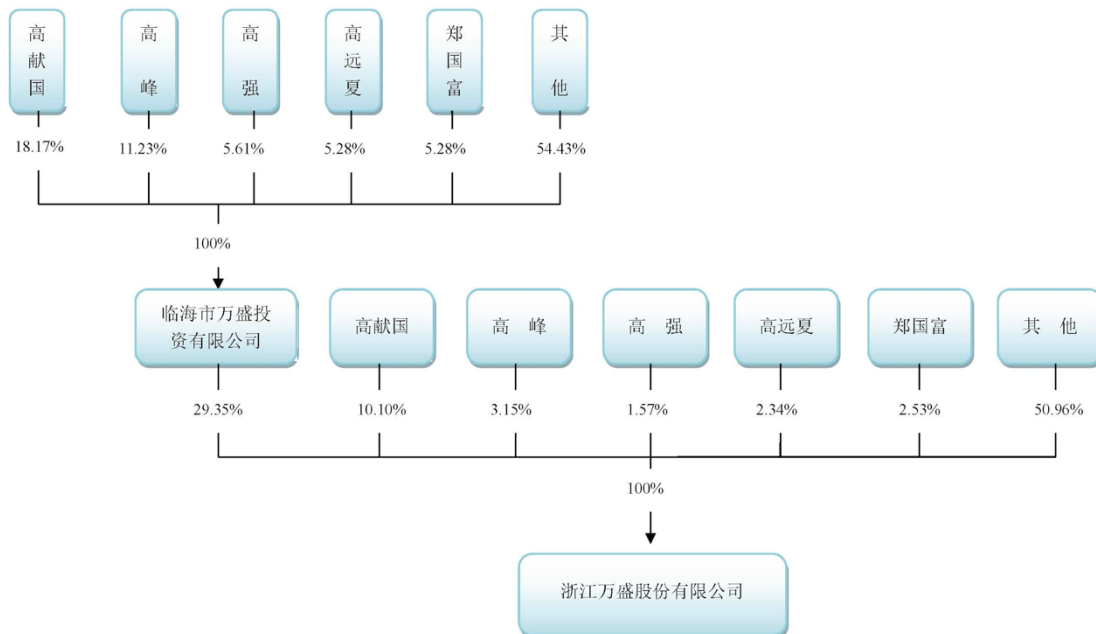 高献国 高峰 高强 高远夏 郑国富 其他
18.17% 11.23% 5.61% 5.28% 5.28% 54.43%
100%
临海市万盛投
资有限公司
高献国 高 峰 高 强 高远夏 郑国富 其 他
29.35% 10.10% 3.15% 1.57% 2.34% 2.53% 50.96%
100%
浙江万盛股份有限公司